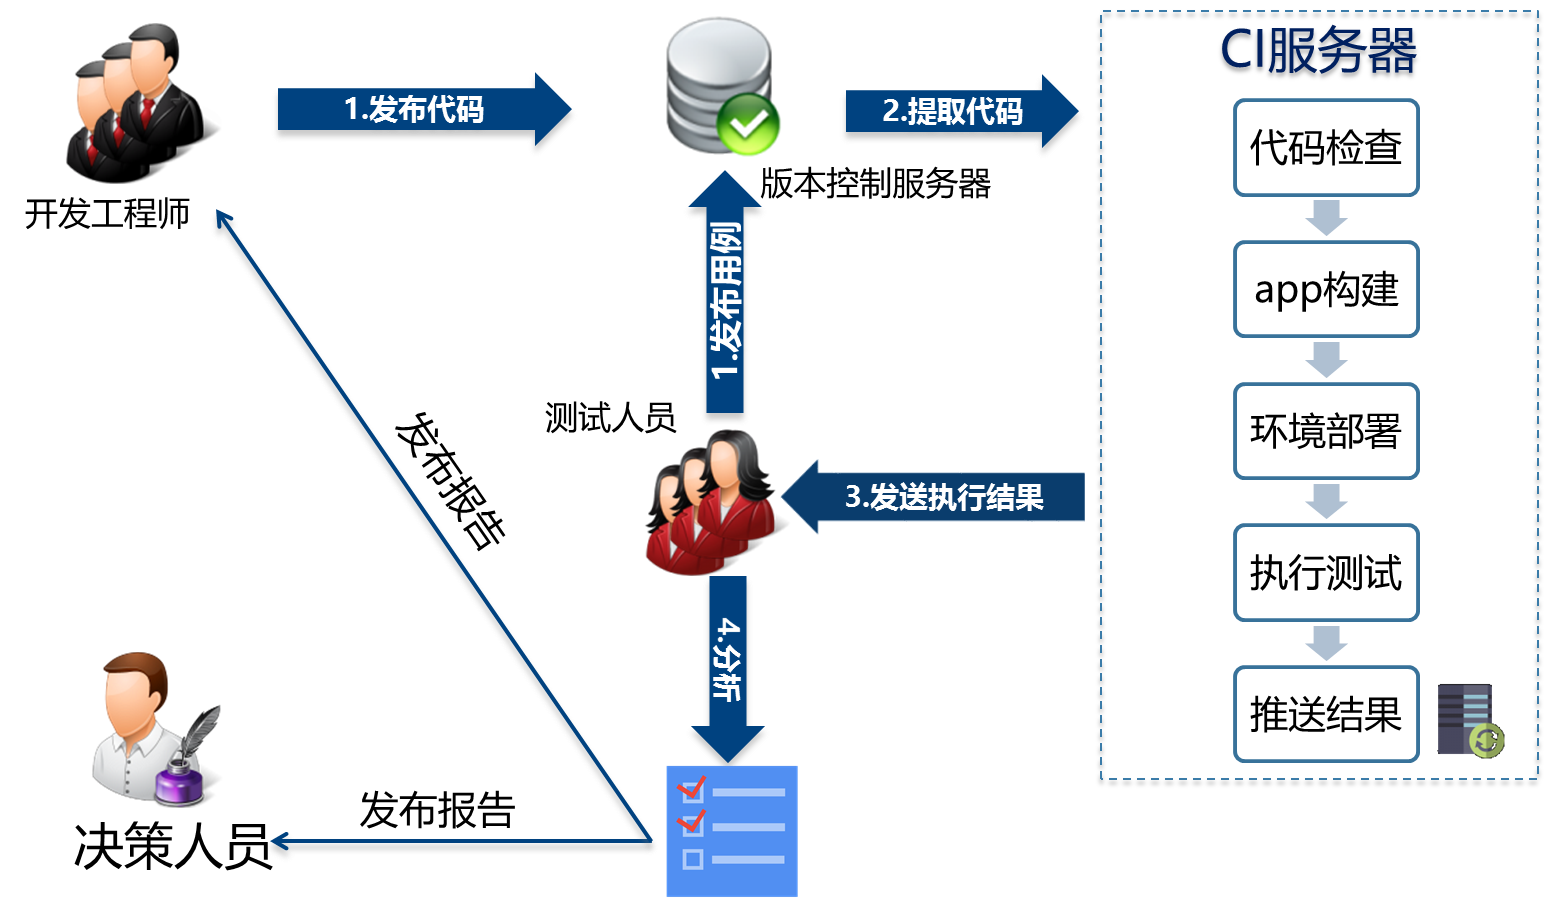 CI服务器
1.发布代码
2.提取代码
代码检查
版本控制服务器
开发工程师
1.发布用例
app构建
测试人员
环境部署
发布报告
3.发送执行结果
执行测试
4.分析
推送结果
发布报告
决策人员